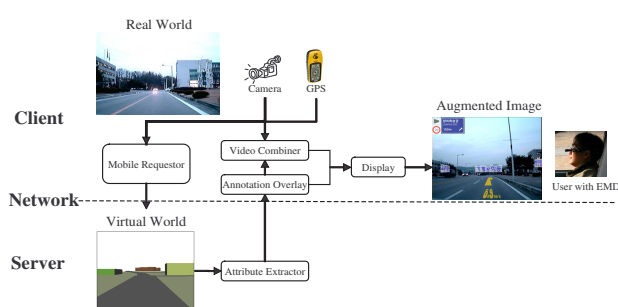 Real World
Camera
GPS
Augmented Image
Client
Video Combiner
Mobile Requestor
Display
Annotation Overlay
User with EMD
Network
Virtual World
Server
Attribute Extractor